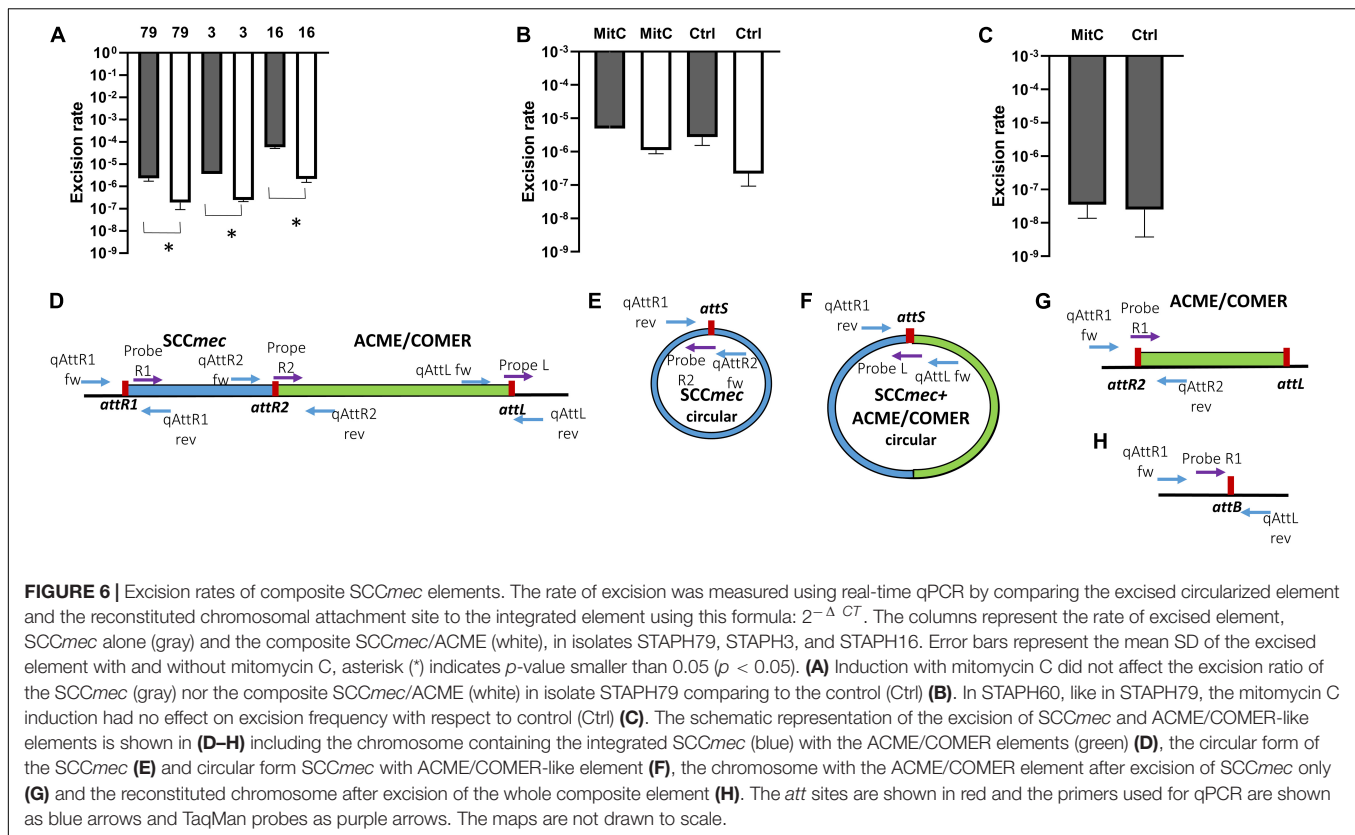 A
79 79 3 3 16 16
Excision rate
10^0
10^-1
10^-2
10^-3
10^-4
10^-5
10^-6
10^-7
10^-8
10^-9
* * *
B
MitC MitC Ctrl Ctrl
Excision rate
10^-3
10^-4
10^-5
10^-6
10^-7
10^-8
10^-9
C
MitC Ctrl
Excision rate
10^-3
10^-4
10^-5
10^-6
10^-7
10^-8
10^-9
D
SCCmec
ACME/COMER
qAttR1
fw
Probe
R1
qAttR2
fw
Prope
R2
qAttL fw
Prope L
attR1
attR2
attL
qAttR1
rev
qAttR2
rev
qAttL
rev
E
qAttR1
rev
attS
Probe
R2
qAttR2
fw
SCCmec
circular
F
qAttR1
rev
attS
Probe L
qAttL fw
SCCmec+
ACME/COMER
circular
G
ACME/COMER
qAttR1
fw
Probe
R1
attR2
attL
qAttR2
rev
H
qAttR1
fw
Probe R1
attB
qAttL
rev
FIGURE 6 | Excision rates of composite SCCmec elements. The rate of excision was measured using real-time qPCR by comparing the excised circularized element
and the reconstituted chromosomal attachment site to the integrated element using this formula: 2^−Δ CT. The columns represent the rate of excised element,
SCCmec alone (gray) and the composite SCCmec/ACME (white), in isolates STAPH79, STAPH3, and STAPH16. Error bars represent the mean SD of the excised
element with and without mitomycin C, asterisk (*) indicates p-value smaller than 0.05 (p < 0.05). (A) Induction with mitomycin C did not affect the excision ratio of
the SCCmec (gray) nor the composite SCCmec/ACME (white) in isolate STAPH79 comparing to the control (Ctrl) (B). In STAPH60, like in STAPH79, the mitomycin C
induction had no effect on excision frequency with respect to control (Ctrl) (C). The schematic representation of the excision of SCCmec and ACME/COMER-like
elements is shown in (D–H) including the chromosome containing the integrated SCCmec (blue) with the ACME/COMER elements (green) (D), the circular form of
the SCCmec (E) and circular form SCCmec with ACME/COMER-like element (F), the chromosome with the ACME/COMER element after excision of SCCmec only
(G) and the reconstituted chromosome after excision of the whole composite element (H). The att sites are shown in red and the primers used for qPCR are shown
as blue arrows and TaqMan probes as purple arrows. The maps are not drawn to scale.